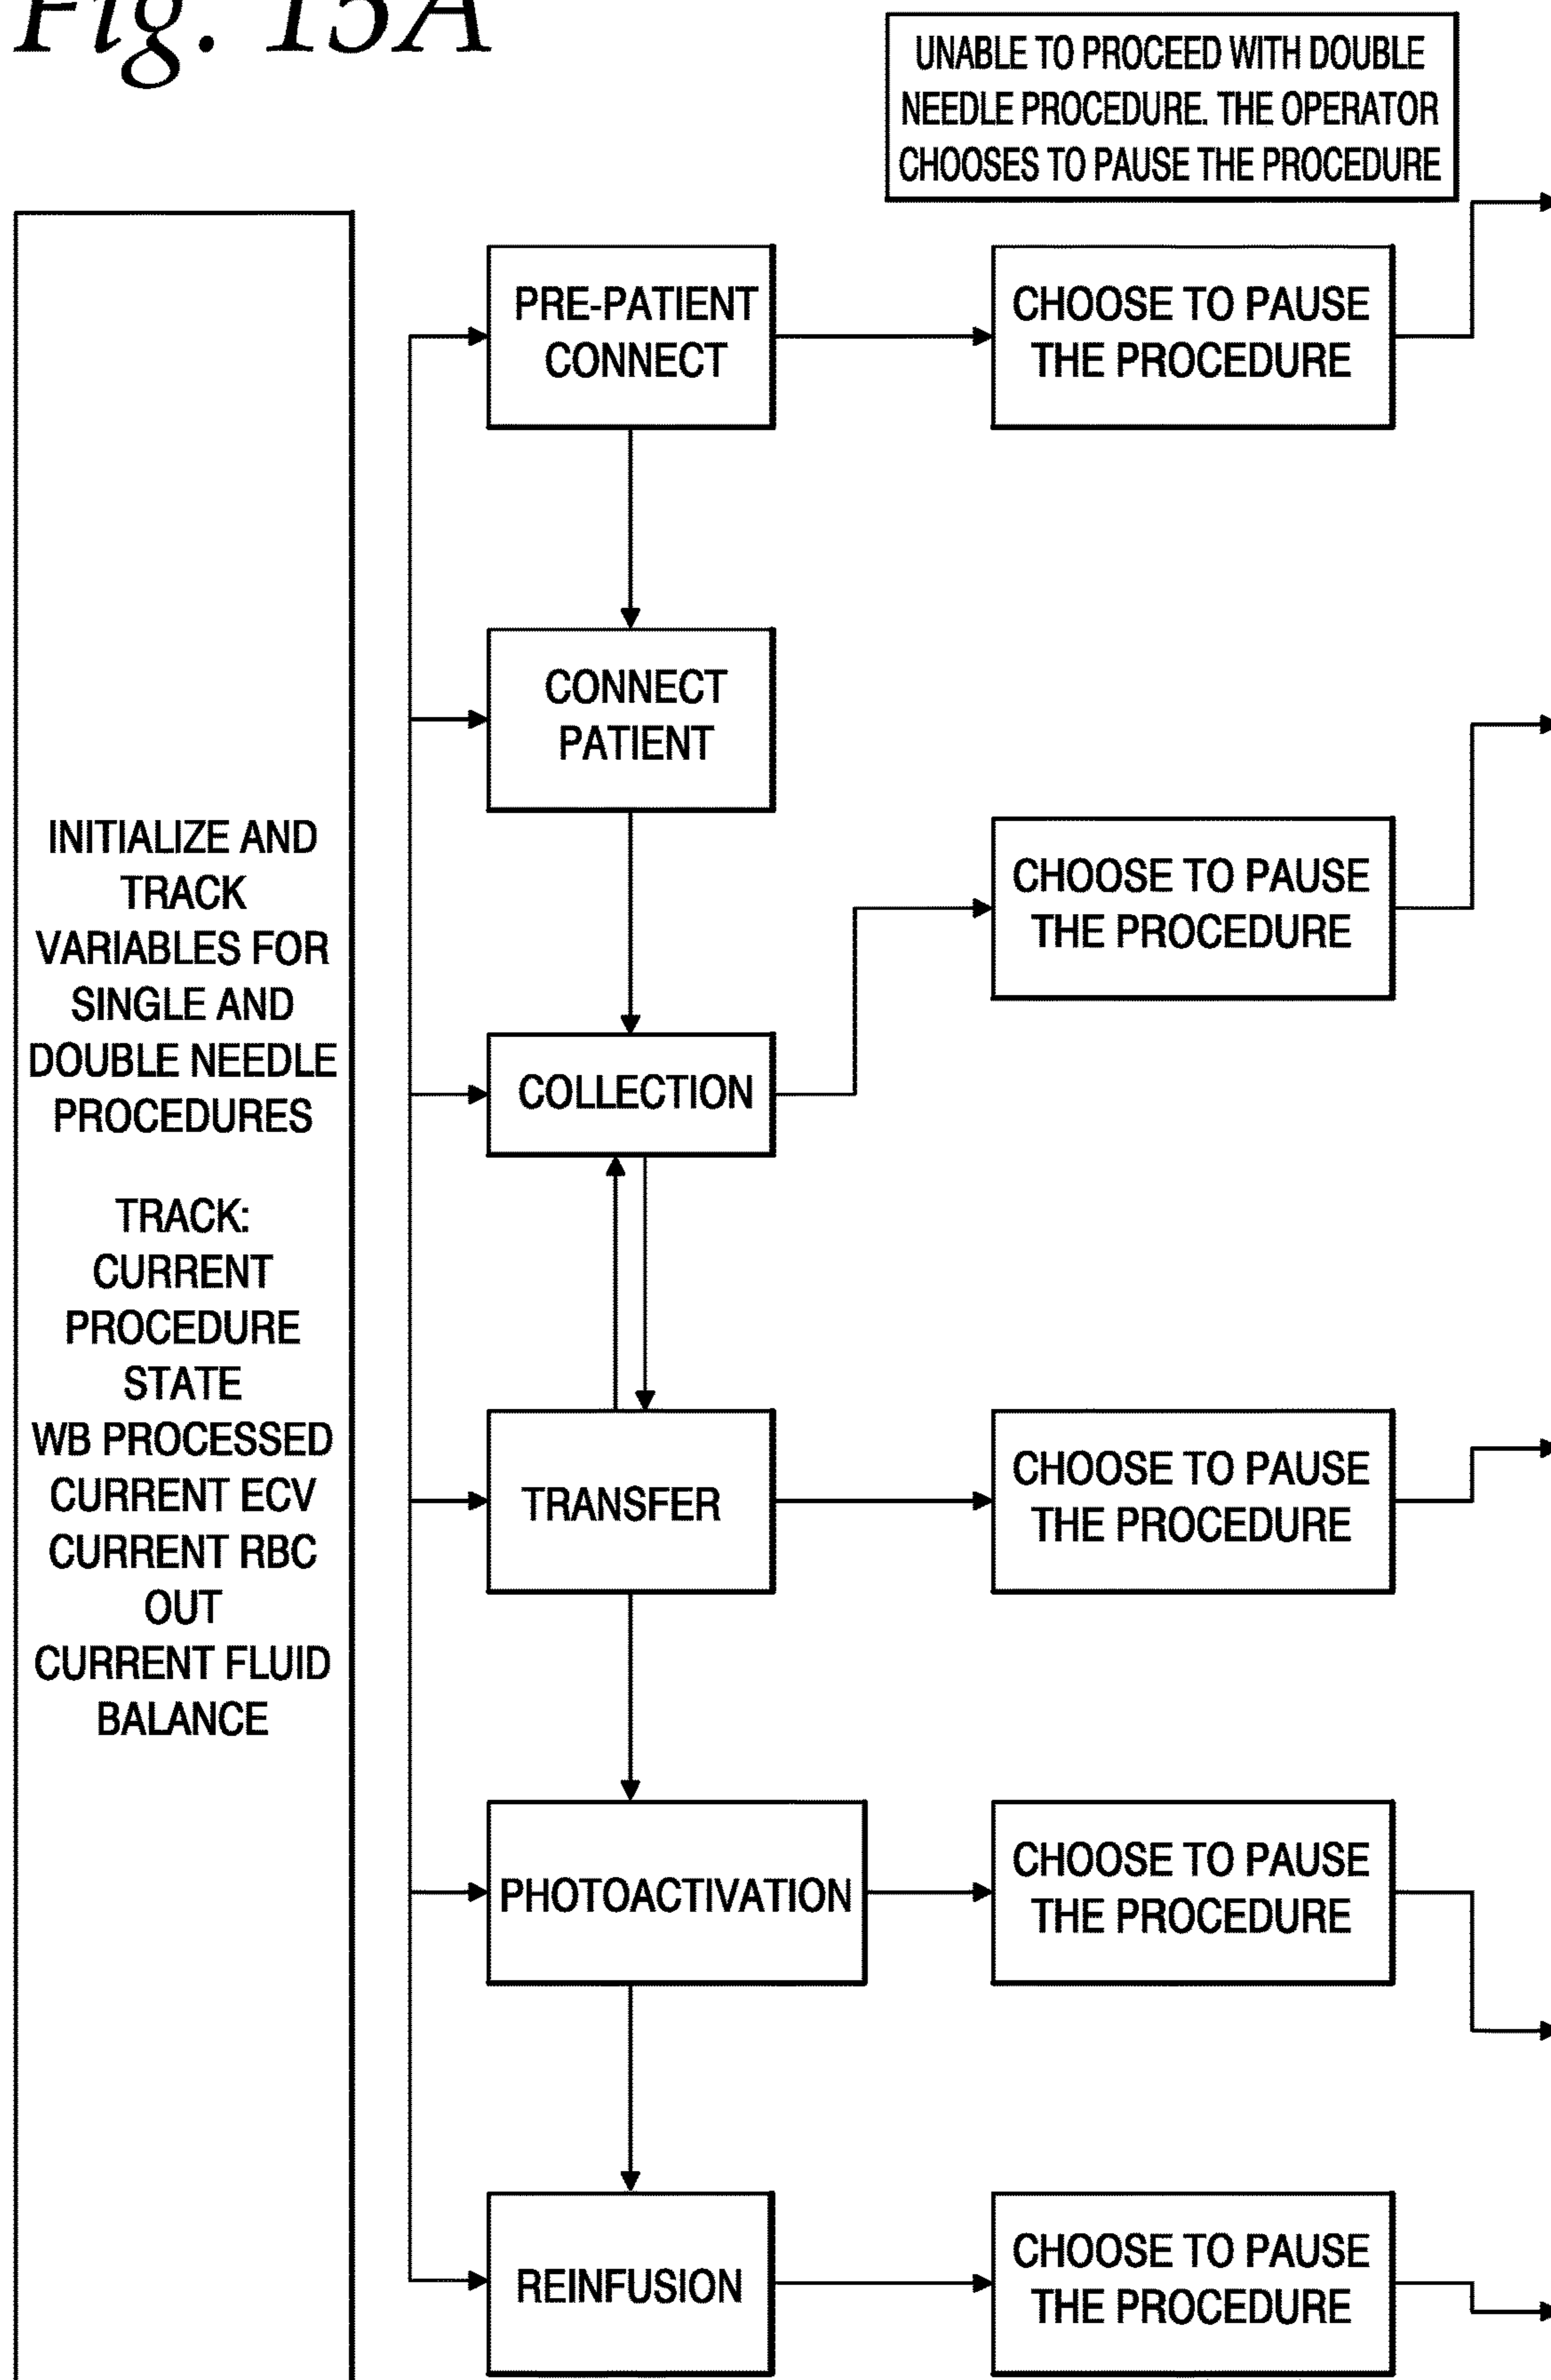 Fig. 15A
UNABLE TO PROCEED WITH DOUBLE
NEEDLE PROCEDURE. THE OPERATOR
CHOOSES TO PAUSE THE PROCEDURE
INITIALIZE AND
TRACK
VARIABLES FOR
SINGLE AND
DOUBLE NEEDLE
PROCEDURES
TRACK:
CURRENT
PROCEDURE
STATE
WB PROCESSED
CURRENT ECV
CURRENT RBC
OUT
CURRENT FLUID
BALANCE
PRE-PATIENT
CONNECT
CHOOSE TO PAUSE
THE PROCEDURE
CONNECT
PATIENT
CHOOSE TO PAUSE
THE PROCEDURE
COLLECTION
TRANSFER
CHOOSE TO PAUSE
THE PROCEDURE
PHOTOACTIVATION
CHOOSE TO PAUSE
THE PROCEDURE
REINFUSION
CHOOSE TO PAUSE
THE PROCEDURE